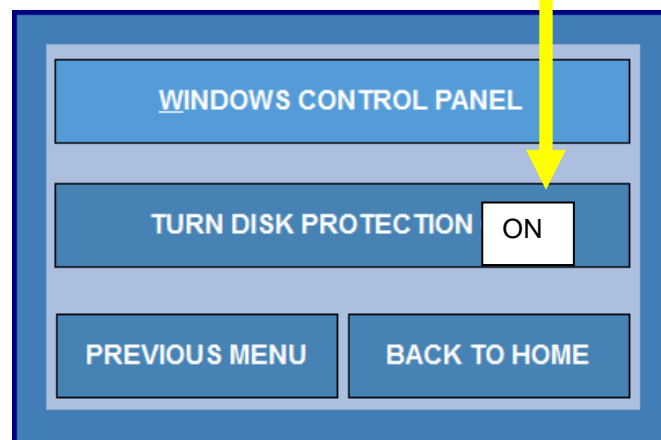 WINDOWS CONTROL PANEL
TURN DISK PROTECTION ON
PREVIOUS MENU
BACK TO HOME